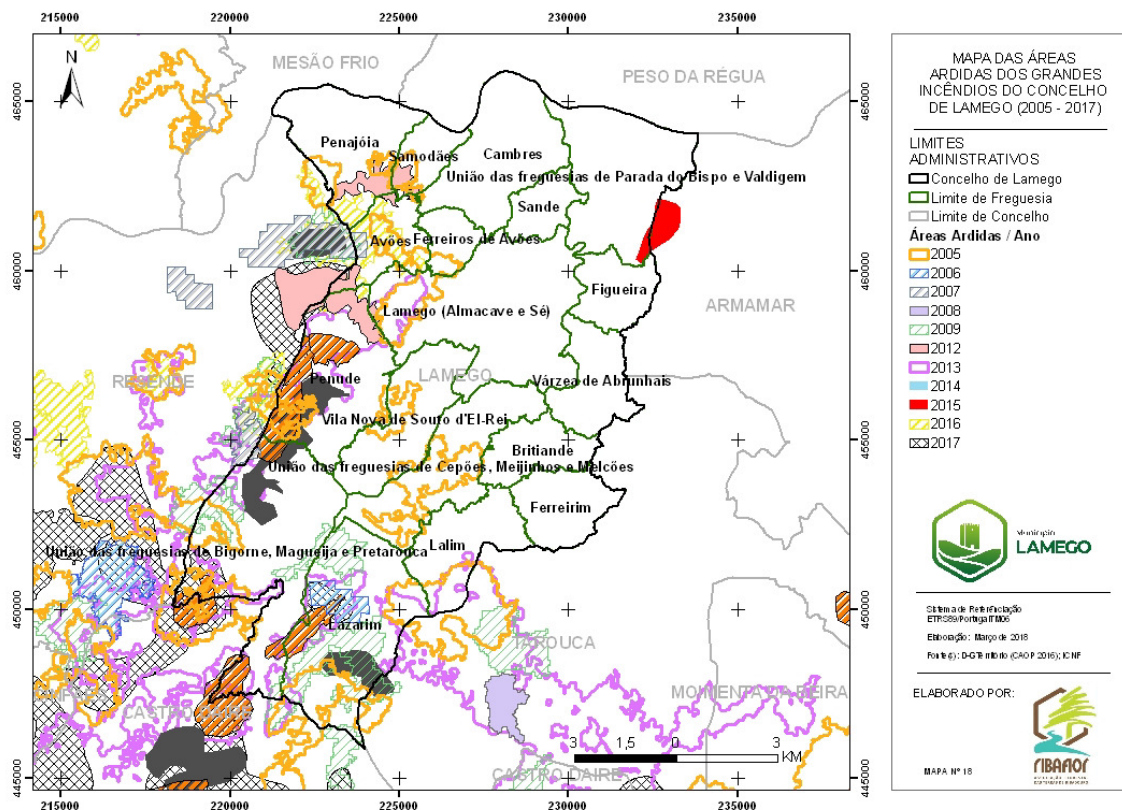 215000 220000 225000 230000 235000
N
MESÃO FRIO
PESO DA RÉGUA
465000
465000
Penajóia
Samodães
Cambres
União das freguesias de Parada do Bispo e Valdigem
Sande
Avões
Ferreiros de Avões
460000
460000
Figueira
ARMAMAR
Lamego (Almacave e Sé)
RESENDE
Penude
LAMEGO
Várzea de Abrunhais
Vila Nova de Souto d'El-Rei
455000
455000
Britiande
União das freguesias de Cepões, Meijinhos e Melcões
Ferreirim
Lalim
União das freguesias de Bigorne, Magueija e Pretarouca
450000
450000
Lazarim
TAROUCA
MOIMENTA DA BEIRA
CASTRO DAIRE
3 1,5 0 3
KM
CASTRO DAIRE
445000
445000
215000 220000 225000 230000 235000
MAPA DAS ÁREAS
ARDIDAS DOS GRANDES
INCÊNDIOS DO CONCELHO
DE LAMEGO (2005 - 2017)
LIMITES
ADMINISTRATIVOS
Concelho de Lamego
Limite de Freguesia
Limite de Concelho
Áreas Ardidas / Ano
2005
2006
2007
2008
2009
2012
2013
2014
2015
2016
2017
Município
LAMEGO
Sistema de Referênciação
ETRS89/Portugal TM06
Elaboração: Março de 2018
Fonte(s): D-GTerritório (CAOP 2016); ICNF
ELABORADO POR:
RIBAFLOR
MAPA Nº 18